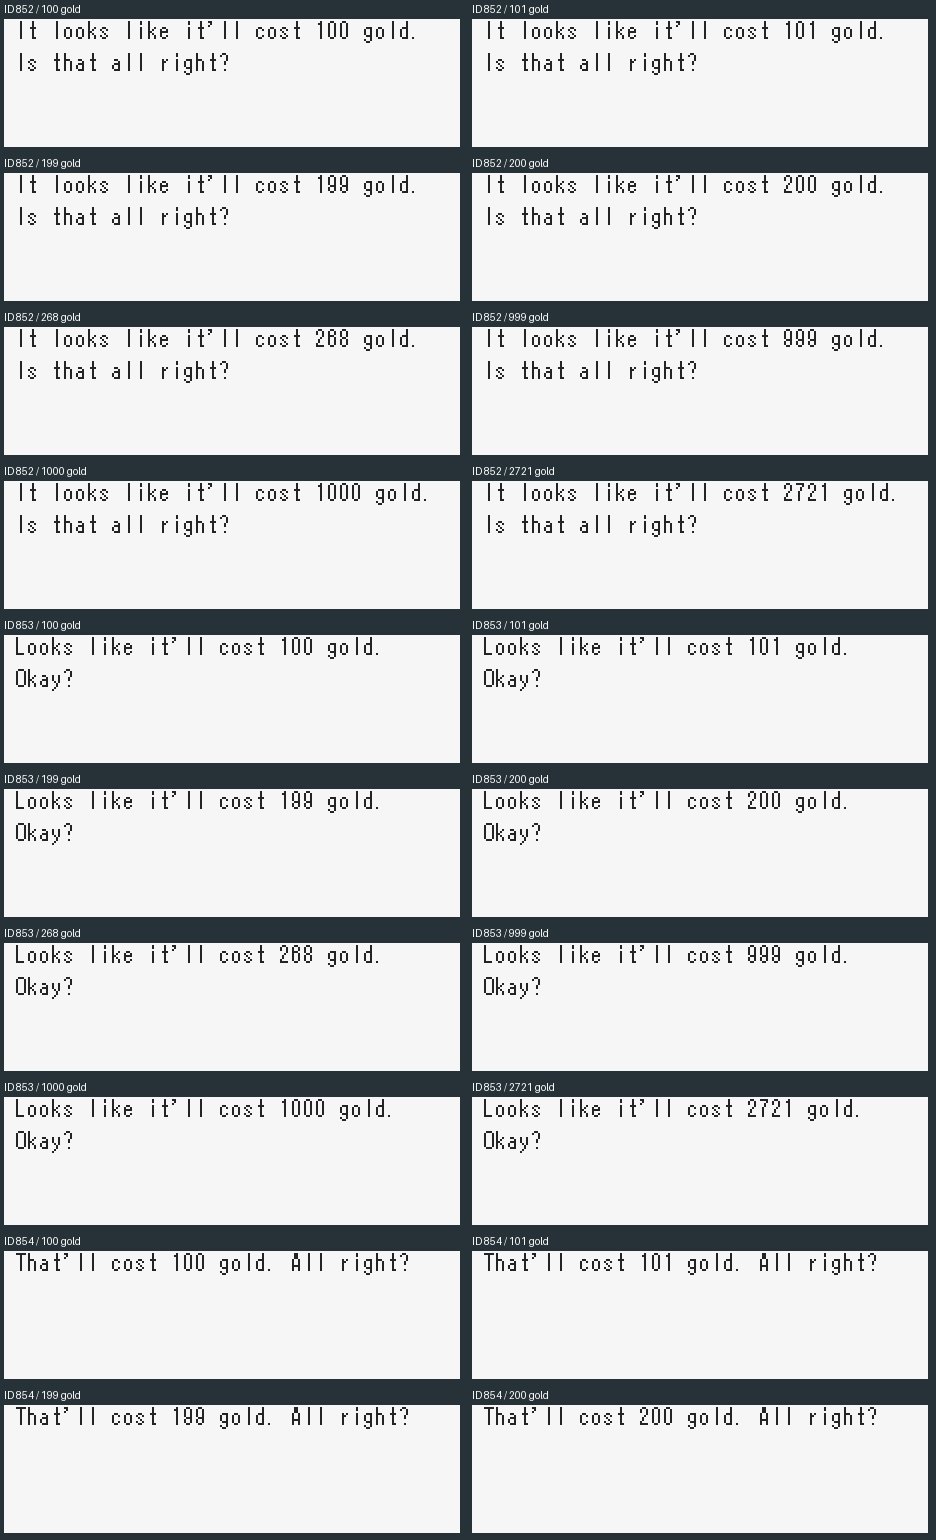 ID852 / 100 gold
It looks like it'll cost 100 gold.
Is that all right?
ID852 / 101 gold
It looks like it'll cost 101 gold.
Is that all right?
ID852 / 199 gold
It looks like it'll cost 199 gold.
Is that all right?
ID852 / 200 gold
It looks like it'll cost 200 gold.
Is that all right?
ID852 / 268 gold
It looks like it'll cost 268 gold.
Is that all right?
ID852 / 999 gold
It looks like it'll cost 999 gold.
Is that all right?
ID852 / 1000 gold
It looks like it'll cost 1000 gold.
Is that all right?
ID852 / 2721 gold
It looks like it'll cost 2721 gold.
Is that all right?
ID853 / 100 gold
Looks like it'll cost 100 gold.
Okay?
ID853 / 101 gold
Looks like it'll cost 101 gold.
Okay?
ID853 / 199 gold
Looks like it'll cost 199 gold.
Okay?
ID853 / 200 gold
Looks like it'll cost 200 gold.
Okay?
ID853 / 268 gold
Looks like it'll cost 268 gold.
Okay?
ID853 / 999 gold
Looks like it'll cost 999 gold.
Okay?
ID853 / 1000 gold
Looks like it'll cost 1000 gold.
Okay?
ID853 / 2721 gold
Looks like it'll cost 2721 gold.
Okay?
ID854 / 100 gold
That'll cost 100 gold. All right?
ID854 / 101 gold
That'll cost 101 gold. All right?
ID854 / 199 gold
That'll cost 199 gold. All right?
ID854 / 200 gold
That'll cost 200 gold. All right?